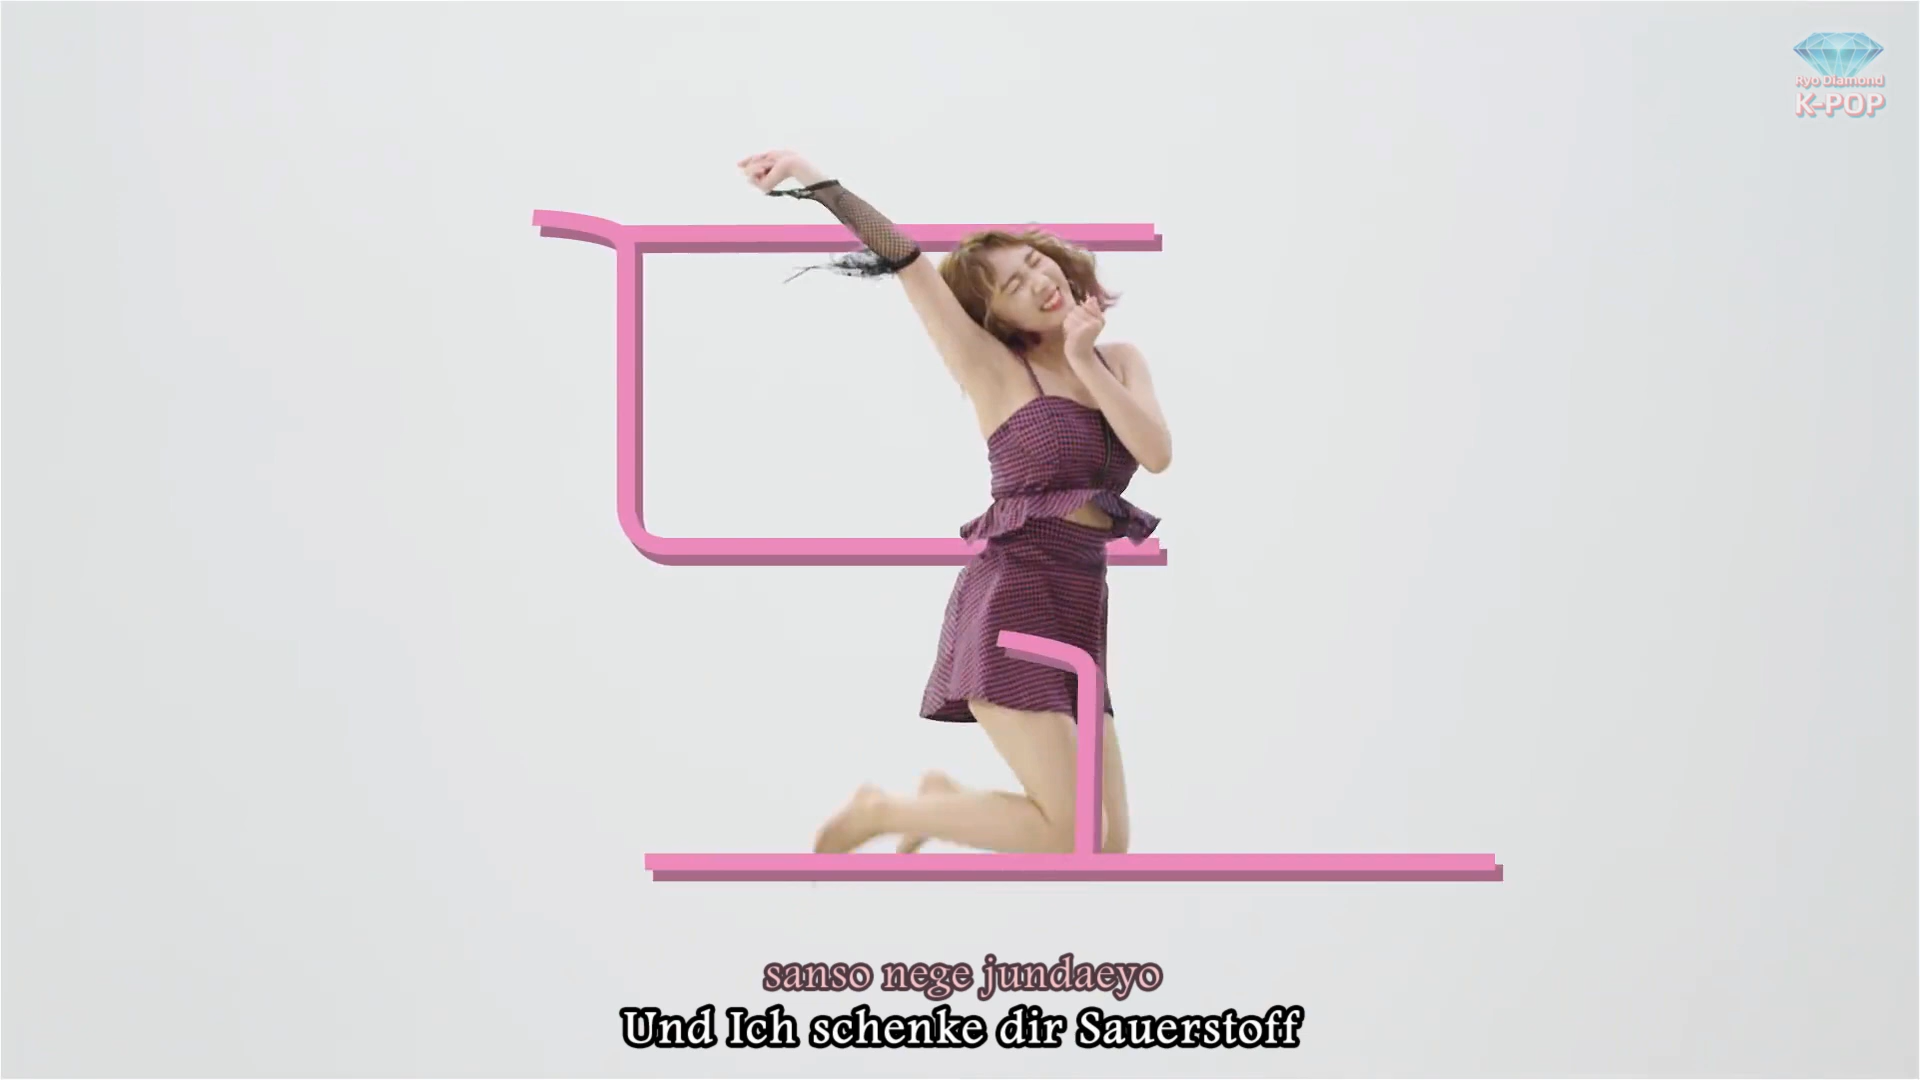 Ryo Diamond
K-POP
sanso nege jundaeyo
Und Ich schenke dir Sauerstoff